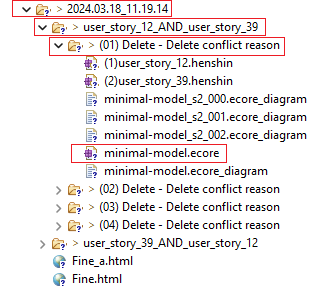 > 2024.03.18_11.19.14
> user_story_12_AND_user_story_39
> (01) Delete - Delete conflict reason
(1)user_story_12.henshin
(2)user_story_39.henshin
minimal-model_s2_000.ecore_diagram
minimal-model_s2_001.ecore_diagram
minimal-model_s2_002.ecore_diagram
minimal-model.ecore
minimal-model.ecore_diagram
> (02) Delete - Delete conflict reason
> (03) Delete - Delete conflict reason
> (04) Delete - Delete conflict reason
> user_story_39_AND_user_story_12
Fine_a.html
Fine.html